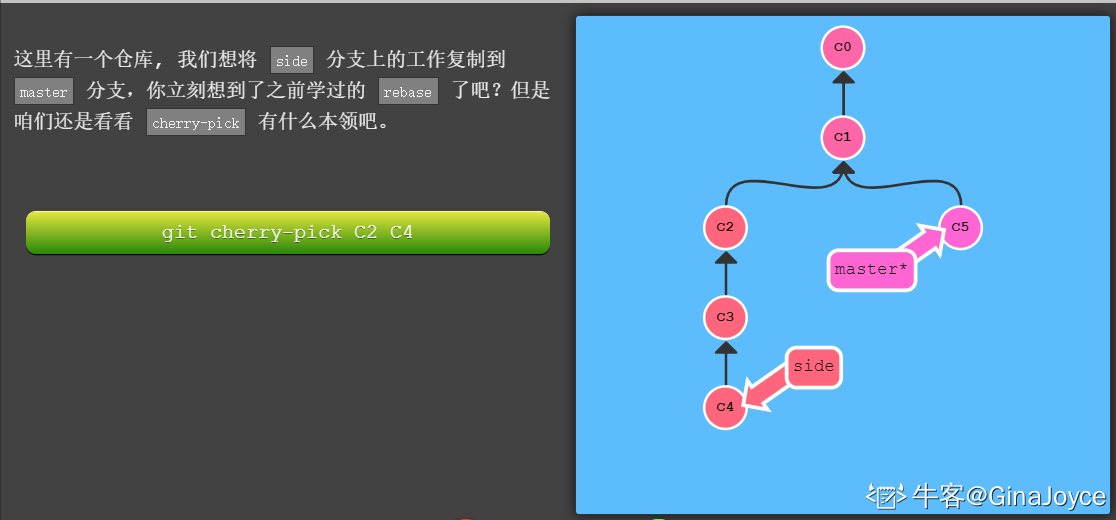 这里有一个仓库, 我们想将 side 分支上的工作复制到
master 分支，你立刻想到了之前学过的 rebase 了吧？但是
咱们还是看看 cherry-pick 有什么本领吧。
git cherry-pick C2 C4
C0
C1
C2
C5
master*
C3
side
C4
牛客@GinaJoyce